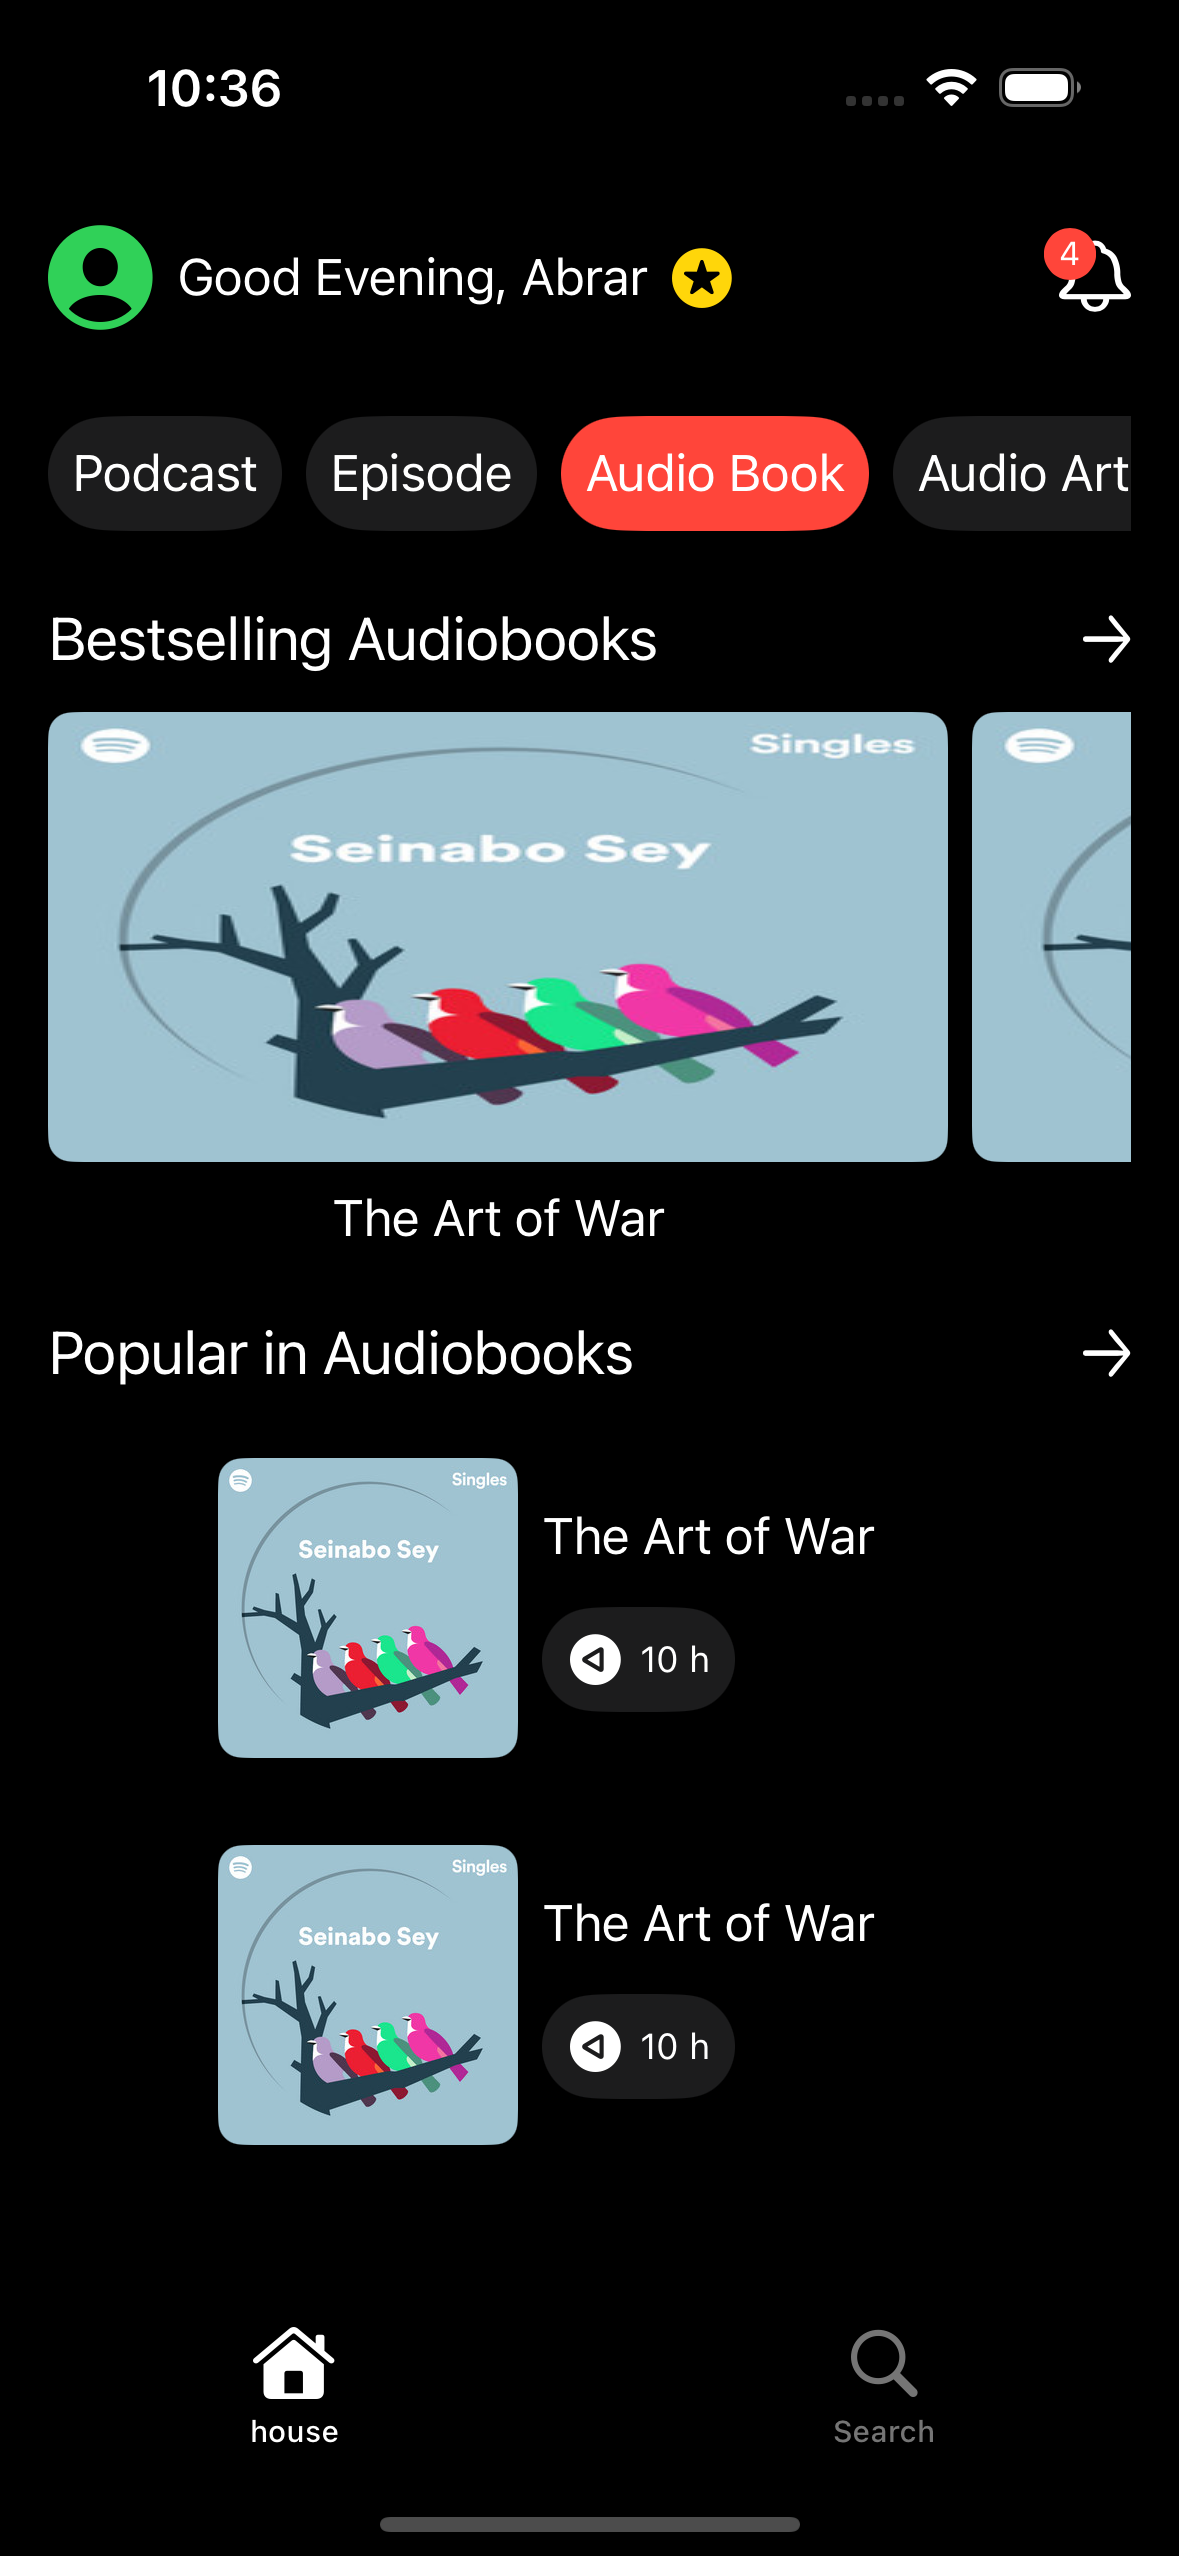 10:36
Good Evening, Abrar
4
Podcast
Episode
Audio Book
Audio Art
Bestselling Audiobooks
Singles
Seinabo Sey
The Art of War
Popular in Audiobooks
Singles
Seinabo Sey
The Art of War
10 h
Singles
Seinabo Sey
The Art of War
10 h
house
Search